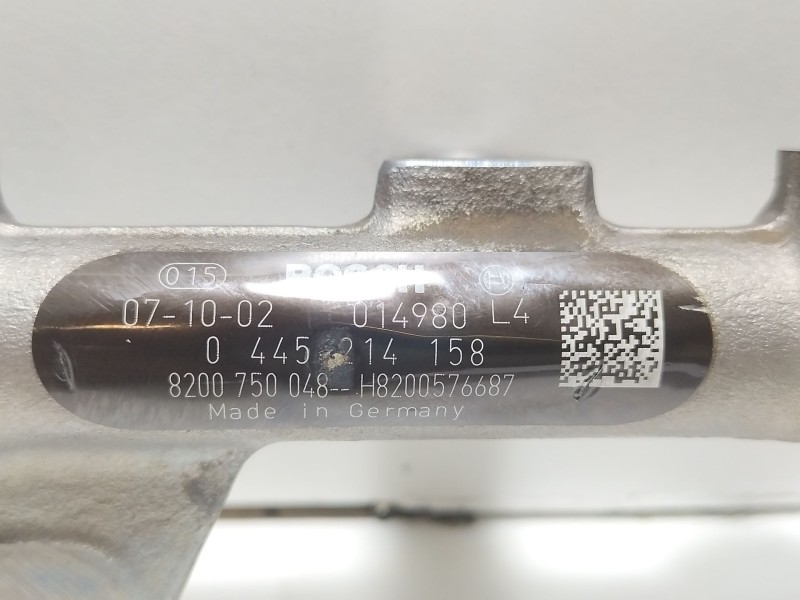 015 BOSCH H
07-10-02 014980 L4
0 445 214 158
8200 750 048-- H8200576687
Made in Germany